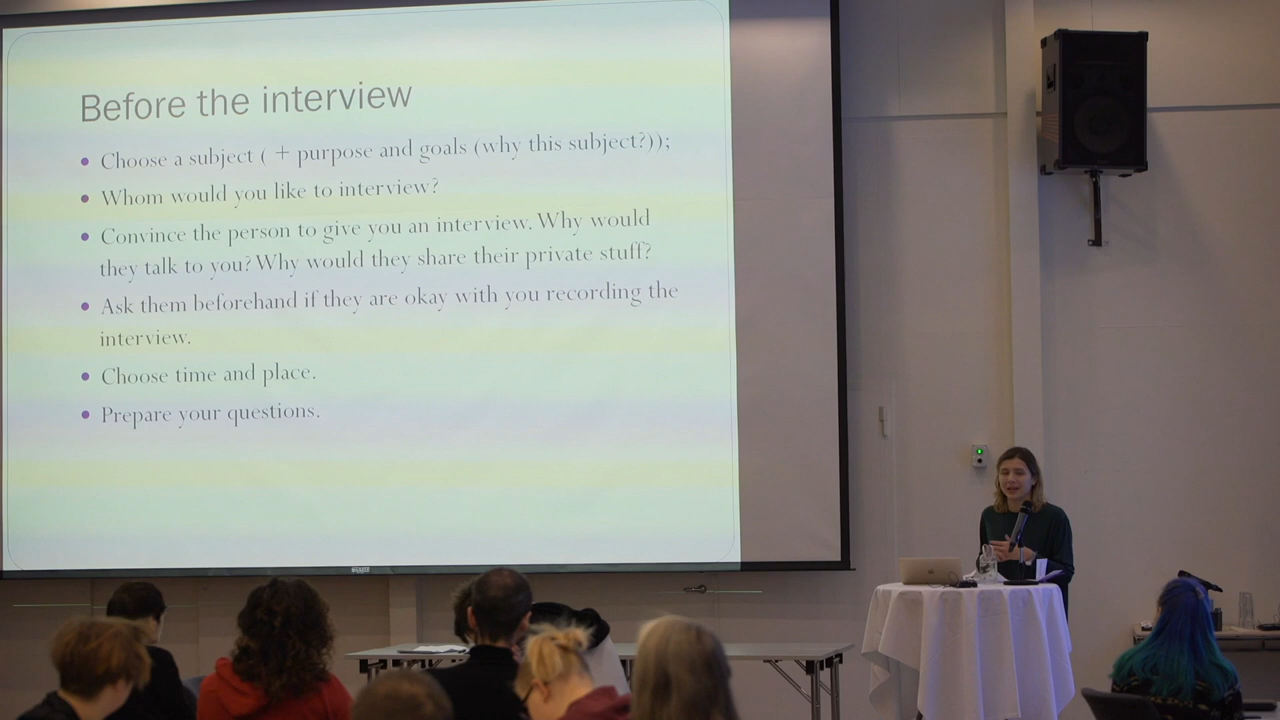 Before the interview
• Choose a subject ( + purpose and goals (why this subject?));
• Whom would you like to interview?
• Convince the person to give you an interview. Why would
they talk to you? Why would they share their private stuff?
• Ask them beforehand if they are okay with you recording the
interview.
• Choose time and place.
• Prepare your questions.